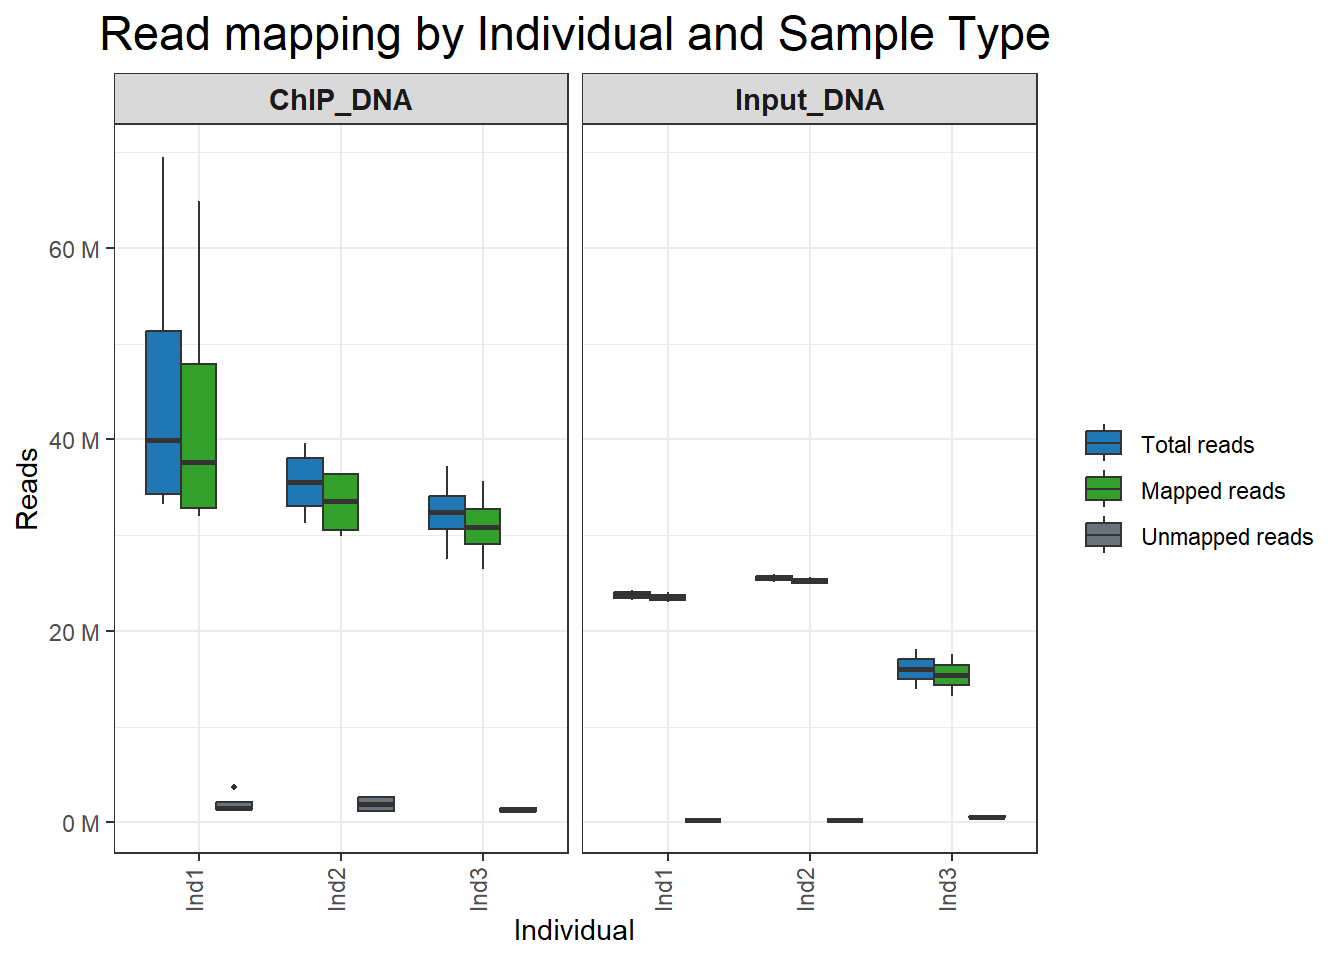 Read mapping by Individual and Sample Type
ChIP_DNA
Input_DNA
60 M
40 M
20 M
0 M
Reads
Ind1
Ind2
Ind3
Ind1
Ind2
Ind3
Individual
Total reads
Mapped reads
Unmapped reads